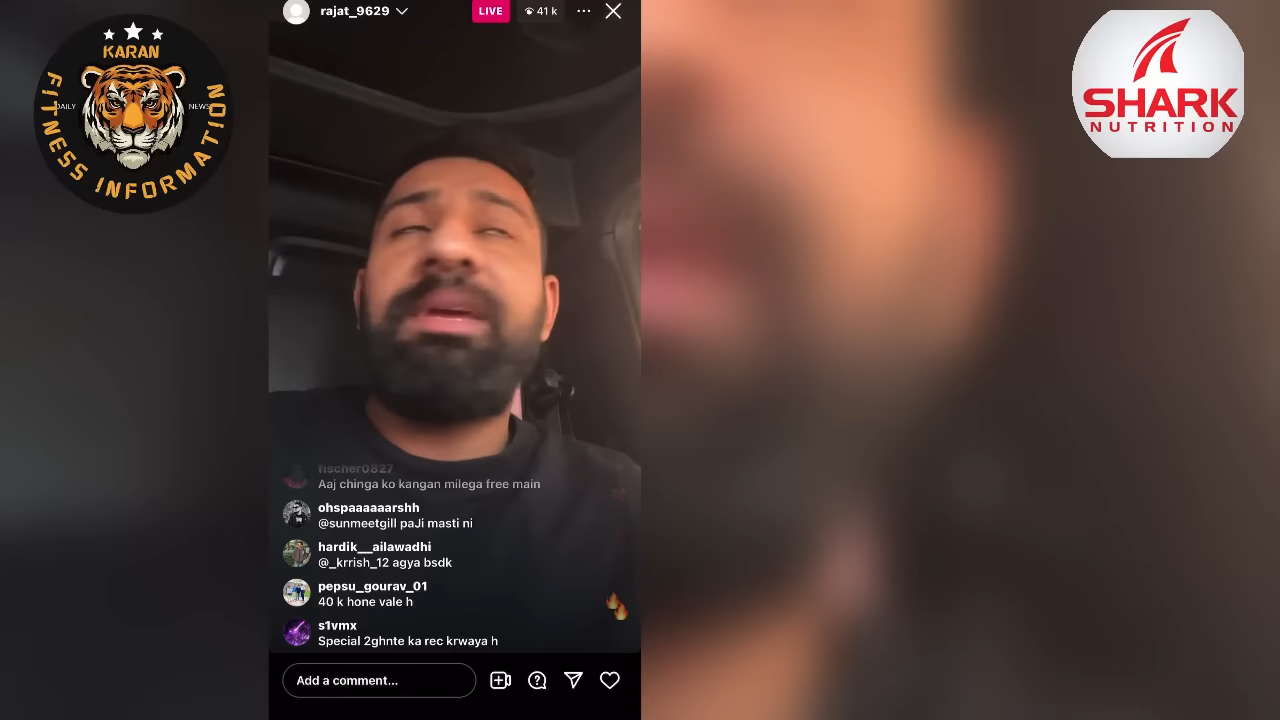 KARAN
DAILY
NEWS
FITNESS INFORMATION
rajat_9629
LIVE
41 k
SHARK
NUTRITION
fischer0827
Aaj chinga ko kangan milega free main
ohspaaaaaarshh
@sunmeetgill paJi masti ni
hardik__ailawadhi
@_krrish_12 agya bsdk
pepsu_gourav_01
40 k hone vale h
s1vmx
Special 2ghnte ka rec krwaya h
Add a comment...